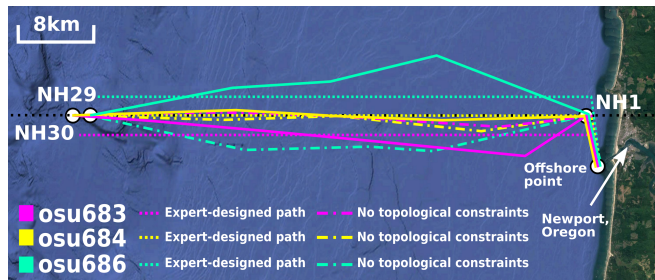 8km
NH29
NH1
NH30
Offshore
point
Newport,
Oregon
osu683 Expert-designed path No topological constraints
osu684 Expert-designed path No topological constraints
osu686 Expert-designed path No topological constraints